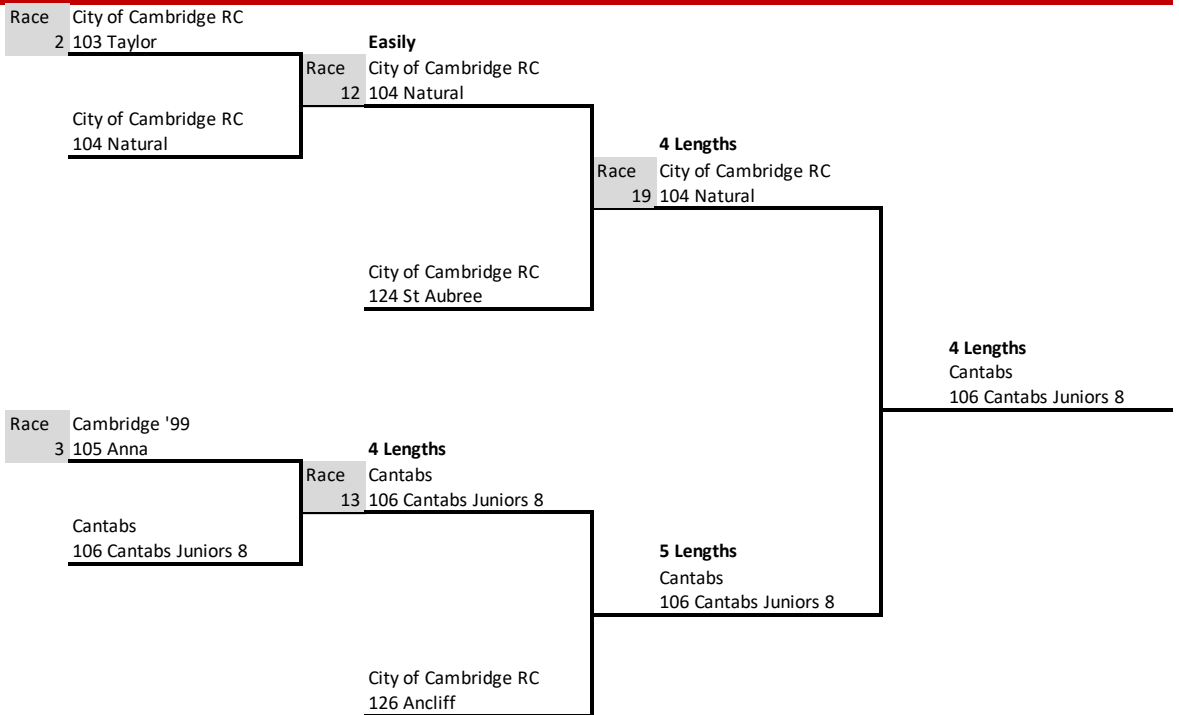 Race City of Cambridge RC
2 103 Taylor
Easily
Race City of Cambridge RC
12 104 Natural
City of Cambridge RC
104 Natural
4 Lengths
Race City of Cambridge RC
19 104 Natural
City of Cambridge RC
124 St Aubree
4 Lengths
Cantabs
106 Cantabs Juniors 8
Race Cambridge '99
3 105 Anna
4 Lengths
Race Cantabs
13 106 Cantabs Juniors 8
Cantabs
106 Cantabs Juniors 8
5 Lengths
Cantabs
106 Cantabs Juniors 8
City of Cambridge RC
126 Ancliff